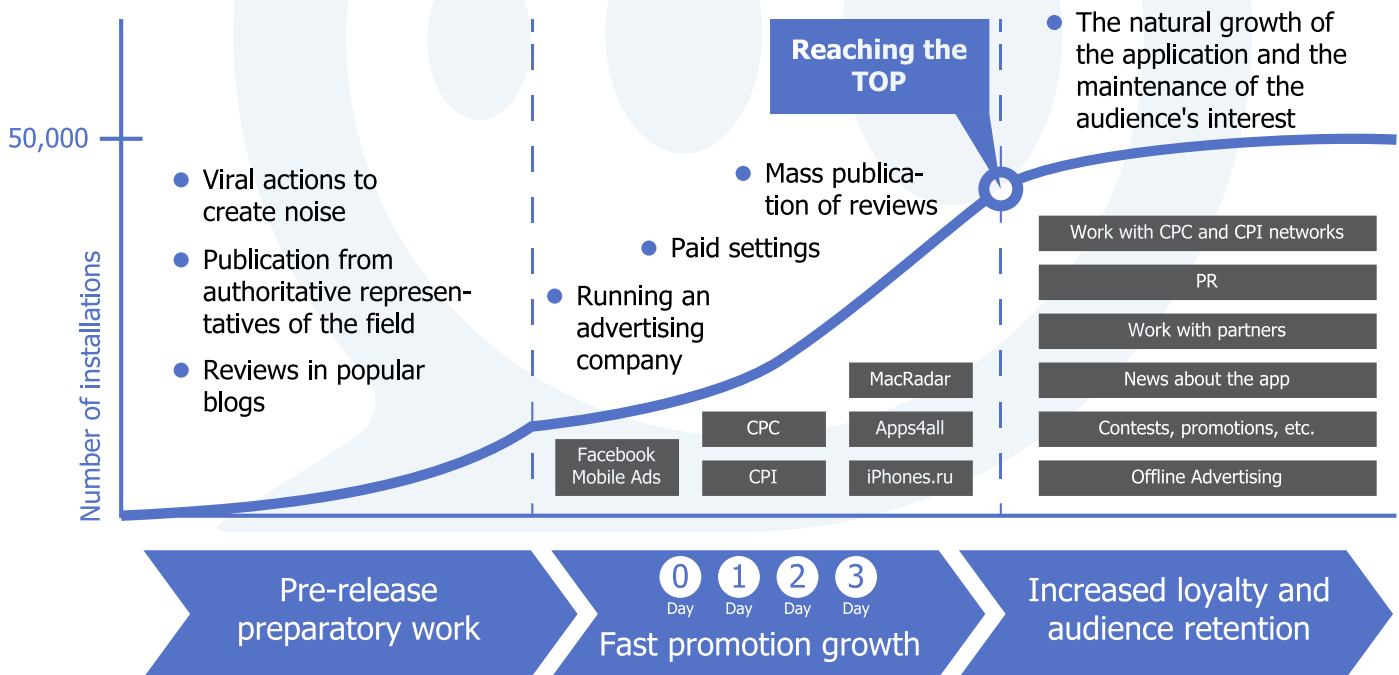 50,000
Number of installations
Viral actions to
create noise
Publication from
authoritative represen-
tatives of the field
Reviews in popular
blogs
Running an
advertising
company
Paid settings
Mass publica-
tion of reviews
Reaching the
TOP
The natural growth of
the application and the
maintenance of the
audience's interest
Facebook
Mobile Ads
CPC
CPI
MacRadar
Apps4all
iPhones.ru
Work with CPC and CPI networks
PR
Work with partners
News about the app
Contests, promotions, etc.
Offline Advertising
Pre-release
preparatory work
0 1 2 3
Day Day Day Day
Fast promotion growth
Increased loyalty and
audience retention